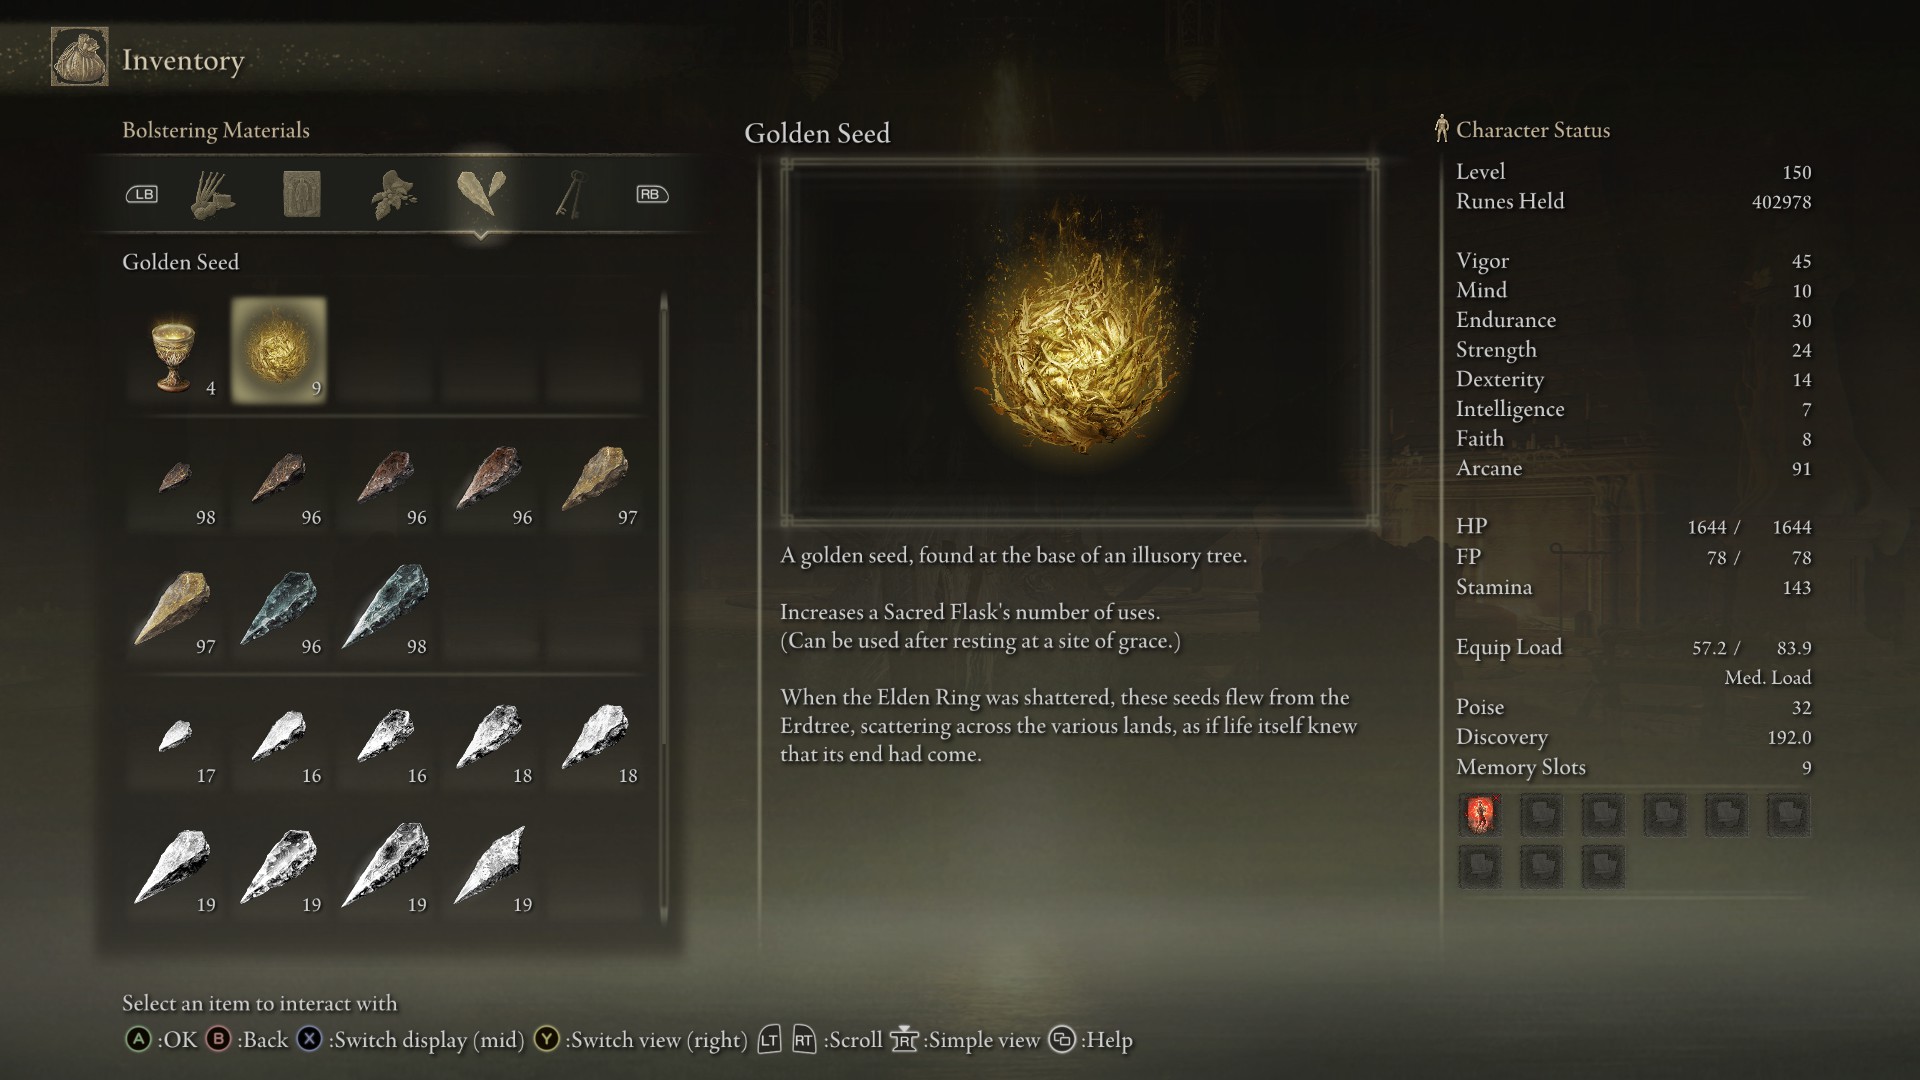 Inventory
Bolstering Materials
LB
RB
Golden Seed
4 9
98 96 96 96 97
97 96 98
17 16 16 18 18
19 19 19 19
Golden Seed
A golden seed, found at the base of an illusory tree.
Increases a Sacred Flask's number of uses.
(Can be used after resting at a site of grace.)
When the Elden Ring was shattered, these seeds flew from the
Erdtree, scattering across the various lands, as if life itself knew
that its end had come.
Character Status
Level 150
Runes Held 402978
Vigor 45
Mind 10
Endurance 30
Strength 24
Dexterity 14
Intelligence 7
Faith 8
Arcane 91
HP 1644 / 1644
FP 78 / 78
Stamina 143
Equip Load 57.2 / 83.9
Med. Load
Poise 32
Discovery 192.0
Memory Slots 9
Select an item to interact with
A :OK B :Back X :Switch display (mid) Y :Switch view (right) LT RT :Scroll R :Simple view :Help